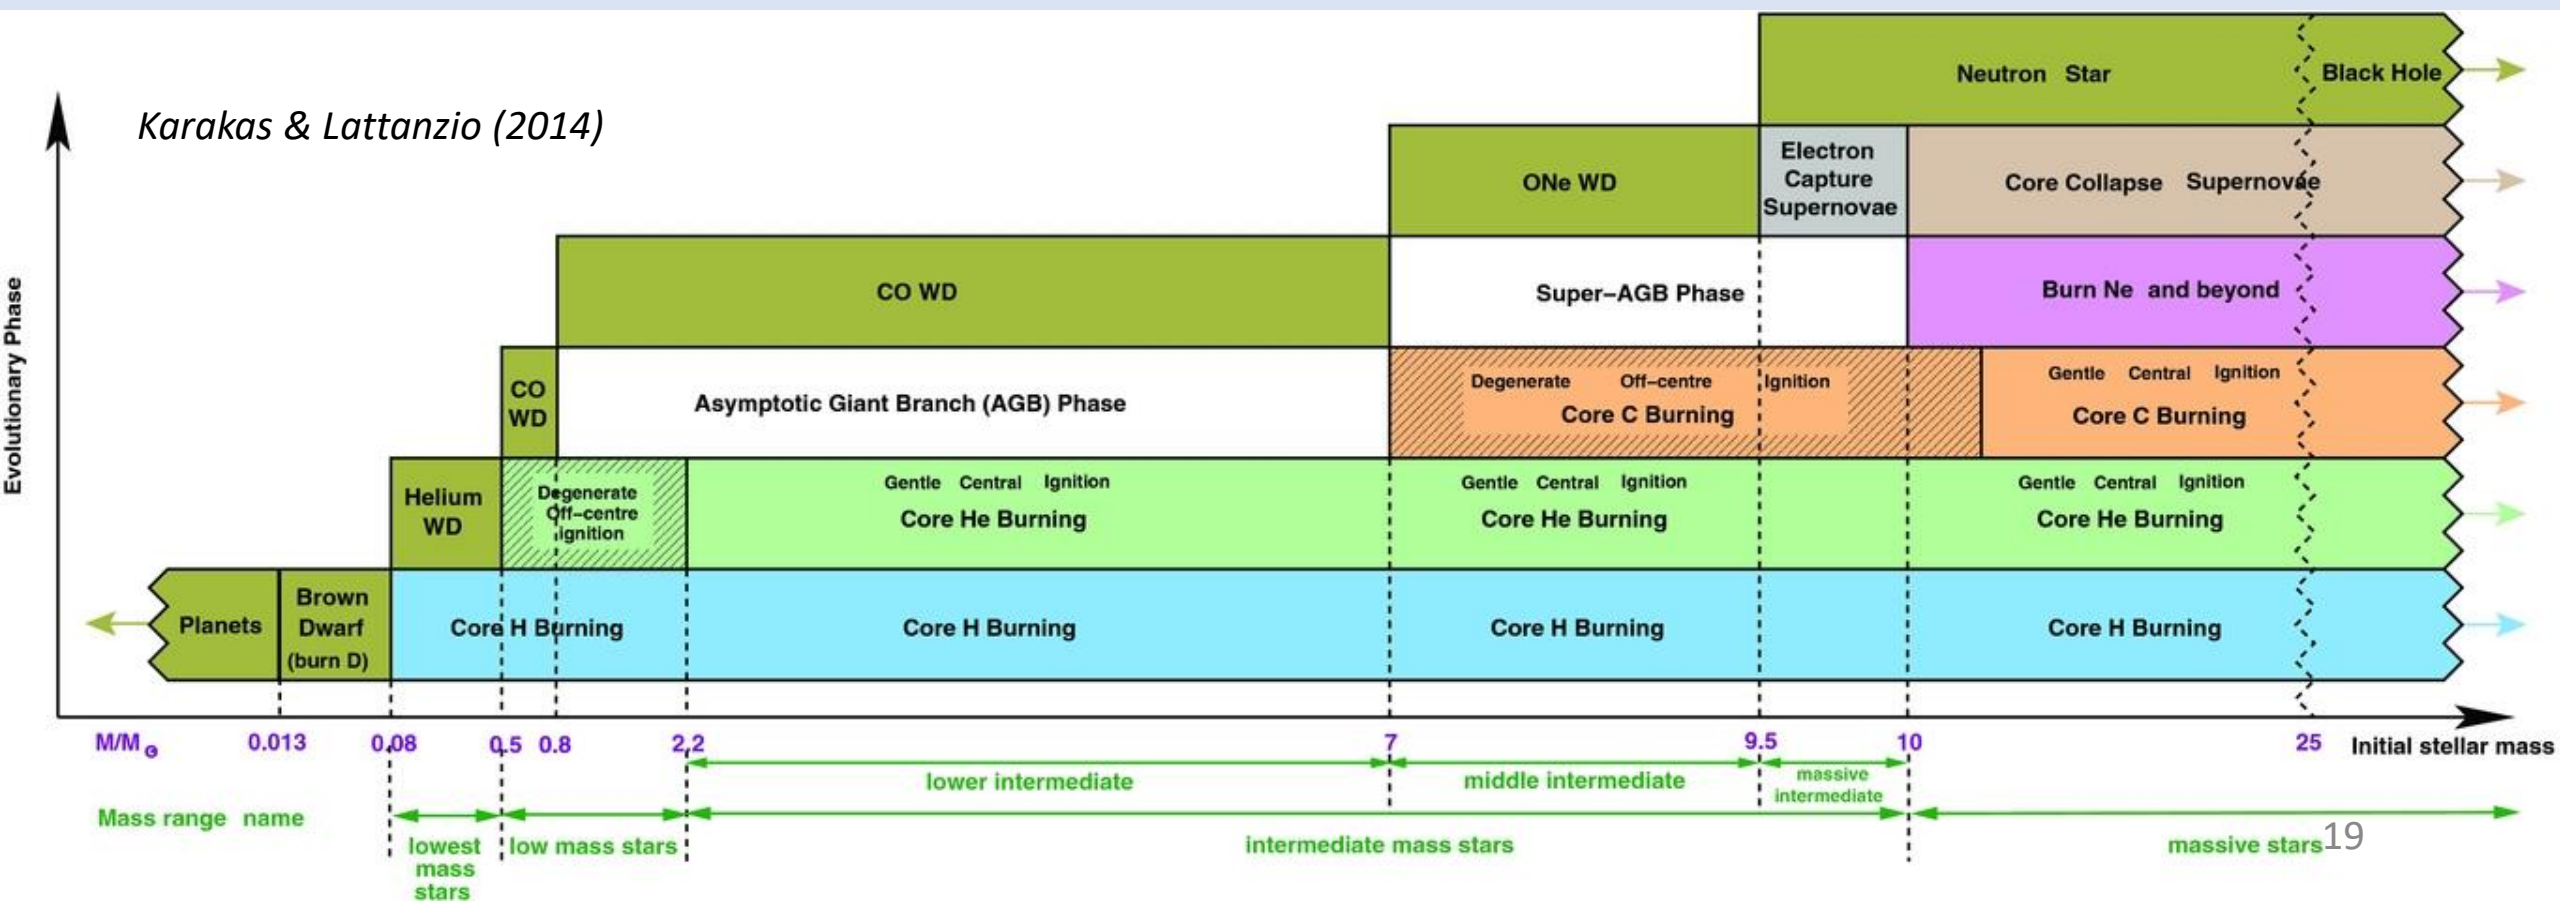 Karakas & Lattanzio (2014)
Evolutionary Phase
Neutron Star
Black Hole
ONe WD
Electron
Capture
Supernovae
Core Collapse Supernovae
CO WD
Super–AGB Phase
Burn Ne and beyond
CO
WD
Asymptotic Giant Branch (AGB) Phase
Degenerate Off–centre Ignition
Core C Burning
Gentle Central Ignition
Core C Burning
Helium
WD
Degenerate
Off–centre
ignition
Gentle Central Ignition
Core He Burning
Gentle Central Ignition
Core He Burning
Gentle Central Ignition
Core He Burning
Planets
Brown
Dwarf
(burn D)
Core H Burning
Core H Burning
Core H Burning
Core H Burning
M/M⊙ 0.013 0.08 0.5 0.8 2.2 7 9.5 10 25 Initial stellar mass
lower intermediate
middle intermediate
massive
intermediate
Mass range name
lowest
mass
stars
low mass stars
intermediate mass stars
massive stars
19